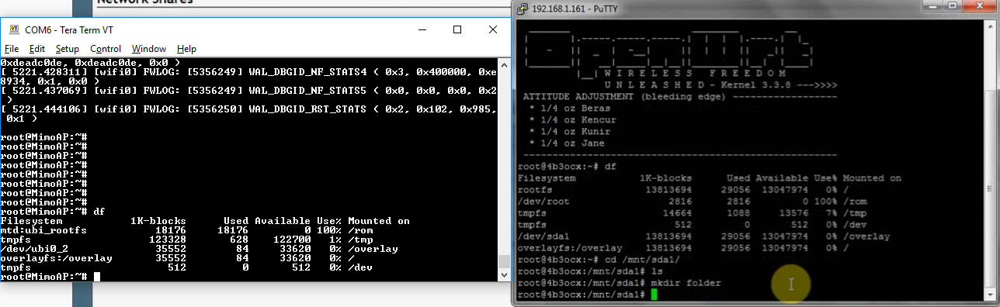 Network Shares
COM6 - Tera Term VT
File Edit Setup Control Window Help
0xdeadc0de, 0xdeadc0de, 0x0 )
[ 5221.428311] [wifi0] FWLOG: [5356249] WAL_DBGID_NF_STATS4 ( 0x3, 0x400000, 0xe
8934, 0x1, 0x0 )
[ 5221.437069] [wifi0] FWLOG: [5356249] WAL_DBGID_NF_STATS5 ( 0x0, 0x0, 0x0, 0x2
)
[ 5221.444106] [wifi0] FWLOG: [5356250] WAL_DBGID_RST_STATS ( 0x2, 0x102, 0x985,
0x1 )
root@MimoAP:~#
root@MimoAP:~#
root@MimoAP:~#
root@MimoAP:~#
root@MimoAP:~#
root@MimoAP:~#
root@MimoAP:~#
root@MimoAP:~#
root@MimoAP:~# df
Filesystem 1K-blocks Used Available Use% Mounted on
mtd:ubi_rootfs 18176 18176 0 100% /rom
tmpfs 123328 628 122700 1% /tmp
/dev/ubi0_2 35552 84 33620 0% /overlay
overlayfs:/overlay 35552 84 33620 0% /
tmpfs 512 0 512 0% /dev
root@MimoAP:~#
192.168.1.161 - PuTTY
OpenWrt
W I R E L E S S F R E E D O M
U N L E A S H E D - Kernel 3.3.8 --->>>>
ATTITUDE ADJUSTMENT (bleeding edge) ------------------
* 1/4 oz Beras
* 1/4 oz Kencur
* 1/4 oz Kunir
* 1/4 oz Jane
------------------------------------------------------
root@4b3ocx:~# df
Filesystem 1K-blocks Used Available Use% Mounted on
rootfs 13813694 29056 13047974 0% /
/dev/root 2816 2816 0 100% /rom
tmpfs 14664 1088 13576 7% /tmp
tmpfs 512 0 512 0% /dev
/dev/sda1 13813694 29056 13047974 0% /overlay
overlayfs:/overlay 13813694 29056 13047974 0% /
root@4b3ocx:~# cd /mnt/sda1/
root@4b3ocx:/mnt/sda1# ls
root@4b3ocx:/mnt/sda1# mkdir folder
root@4b3ocx:/mnt/sda1#